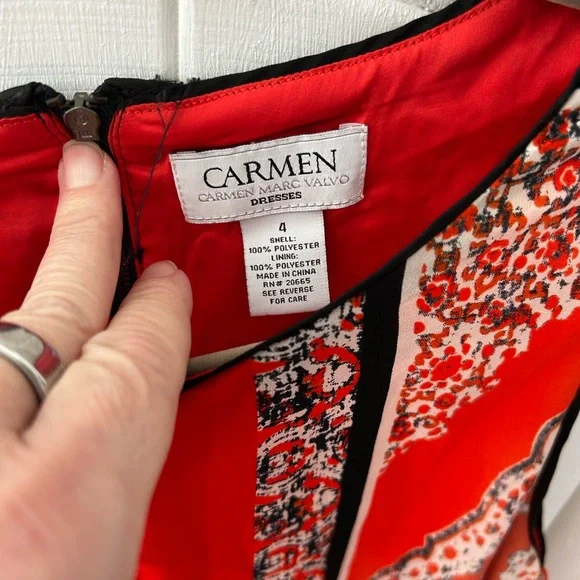 CARMEN
CARMEN MARC VALVO
DRESSES
4
SHELL:
100% POLYESTER
LINING:
100% POLYESTER
MADE IN CHINA
RN# 20665
SEE REVERSE
FOR CARE